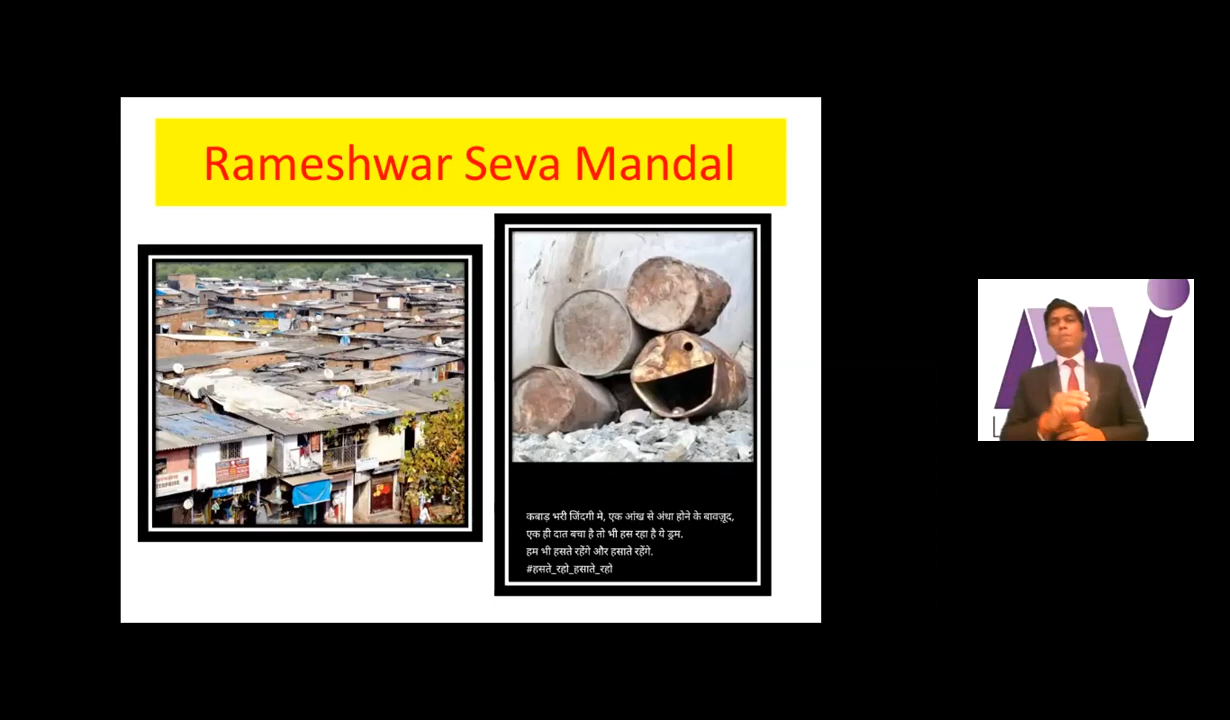 Rameshwar Seva Mandal
कबाड भरी जिंदगी मे, एक आंख से अंधा होने के बावजूद,
एक ही दात बचा है तो भी हस रहा है ये ड्रम.
हम भी हसते रहेंगे और हसाते रहेंगे.
#हसते_रहो_हसाते_रहो
L